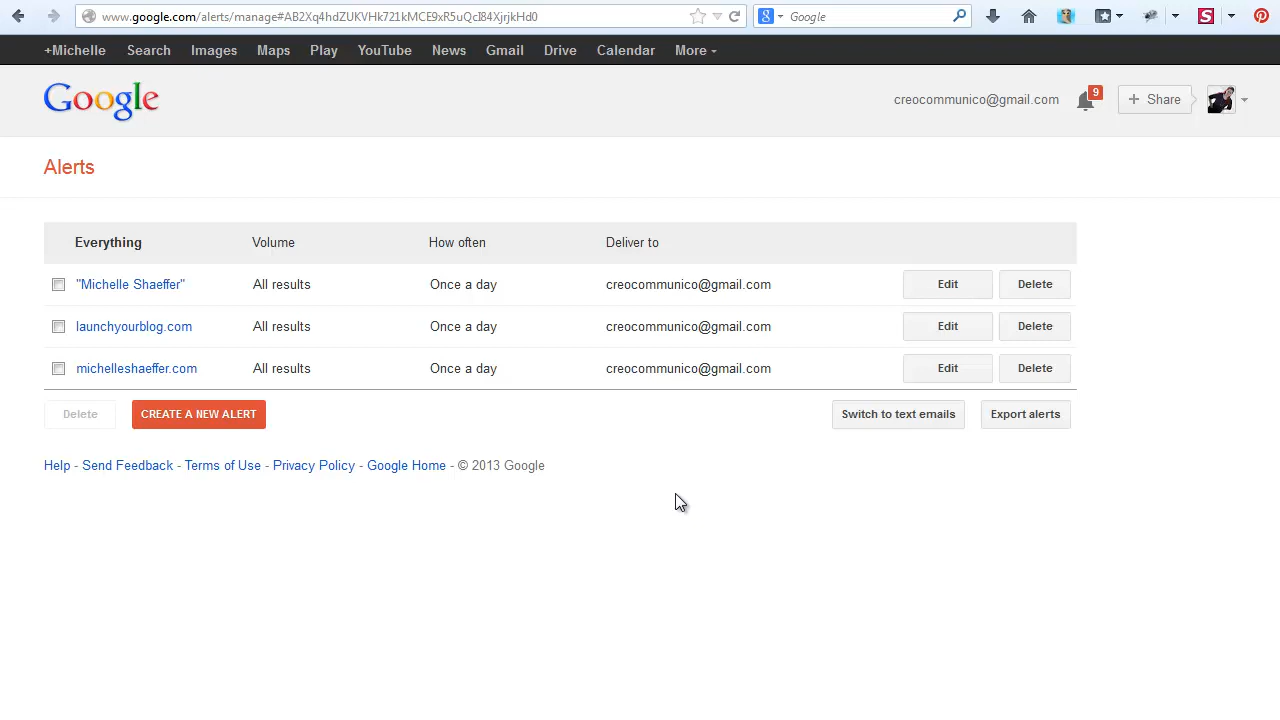 www.google.com/alerts/manage#AB2Xq4hdZUKVHk721kMCE9xR5uQcI84XjrjkHd0
Google
+Michelle Search Images Maps Play YouTube News Gmail Drive Calendar More
Google creocommunico@gmail.com 9 + Share
Alerts
Everything Volume How often Deliver to
"Michelle Shaeffer" All results Once a day creocommunico@gmail.com Edit Delete
launchyourblog.com All results Once a day creocommunico@gmail.com Edit Delete
michelleshaeffer.com All results Once a day creocommunico@gmail.com Edit Delete
Delete CREATE A NEW ALERT Switch to text emails Export alerts
Help - Send Feedback - Terms of Use - Privacy Policy - Google Home - © 2013 Google